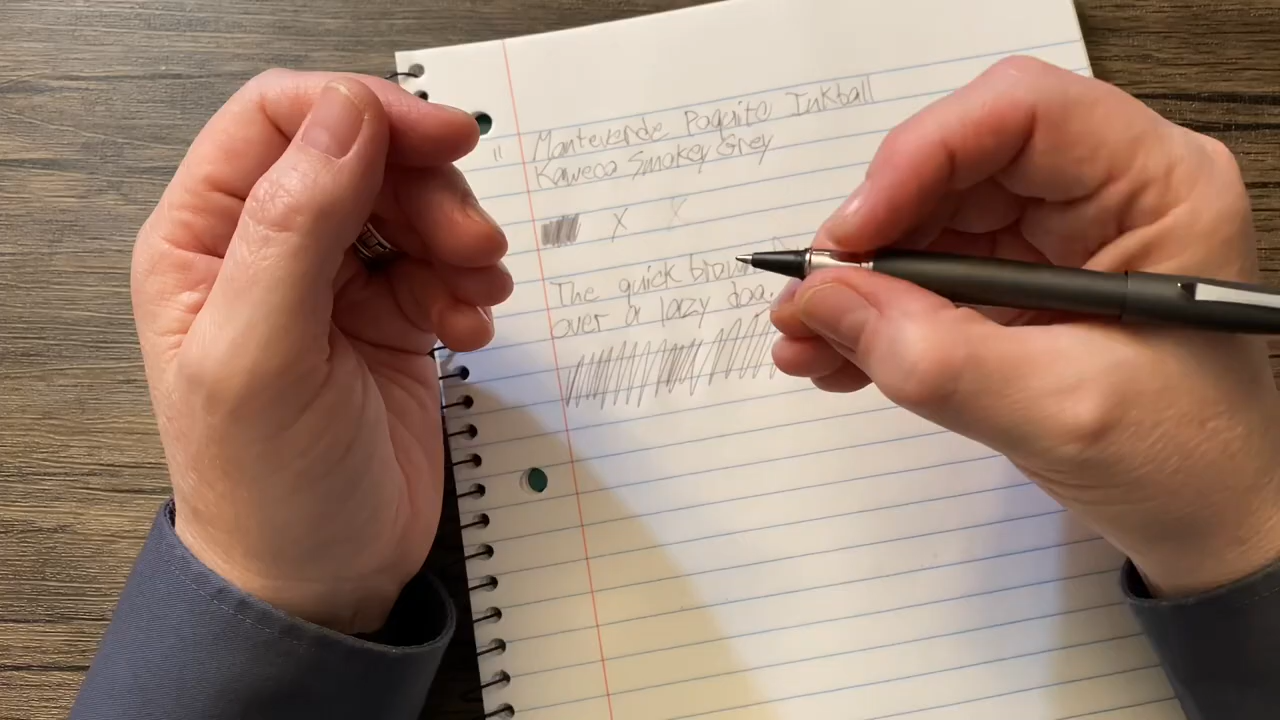 Monteverde Poquito Inkball
" Kaweco Smokey Grey
X X
The quick brown
over a lazy dog.